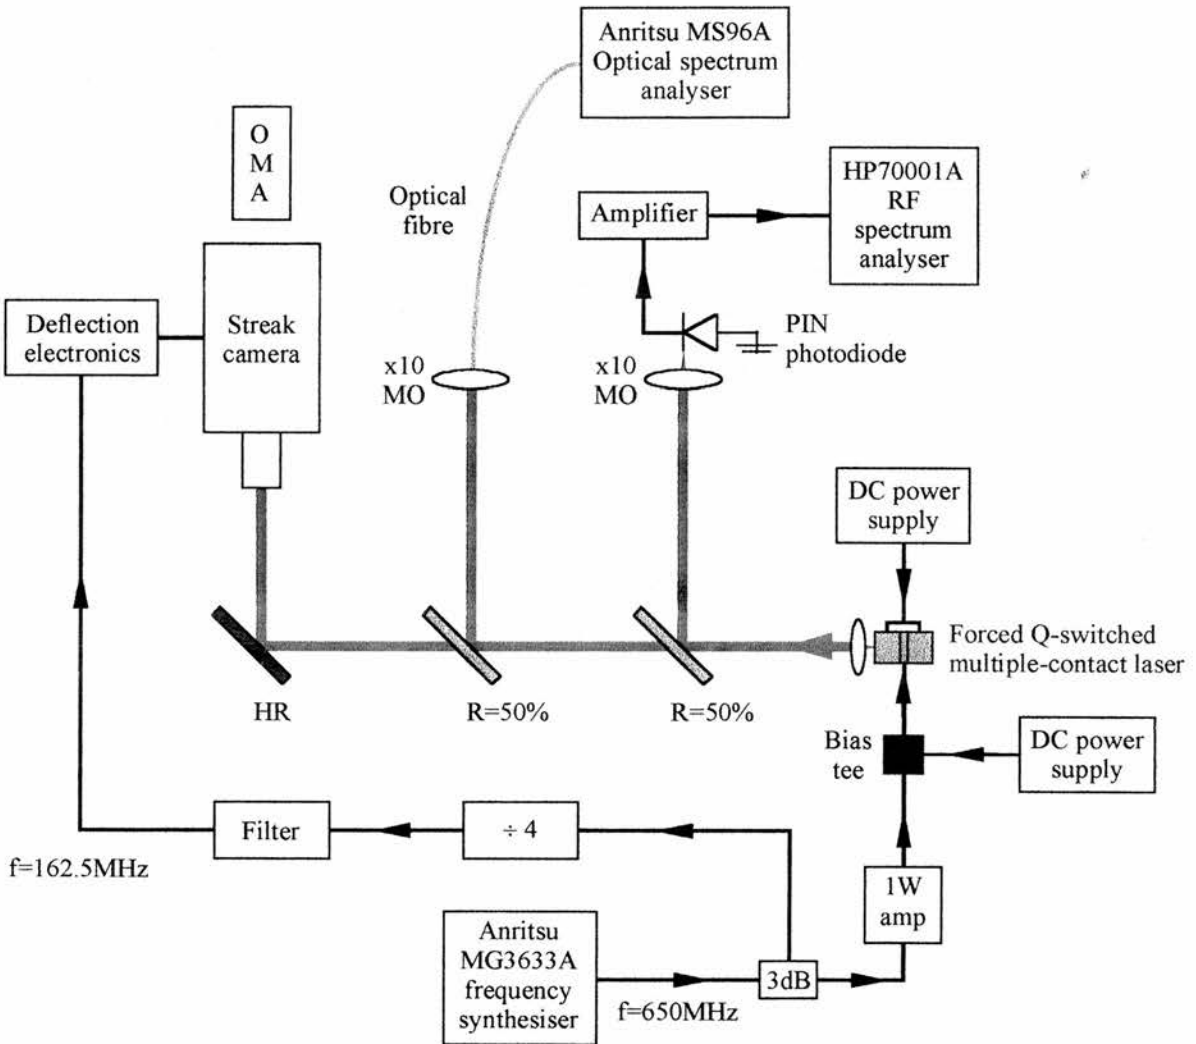 Anritsu MS96A
Optical spectrum
analyser
O
M
A
HP70001A
RF
spectrum
analyser
Optical
fibre
Amplifier
Deflection
electronics
Streak
camera
PIN
photodiode
x10
MO
x10
MO
DC power
supply
Forced Q-switched
multiple-contact laser
HR
R=50%
R=50%
Bias
tee
DC power
supply
Filter
÷ 4
f=162.5MHz
1W
amp
Anritsu
MG3633A
frequency
synthesiser
3dB
f=650MHz